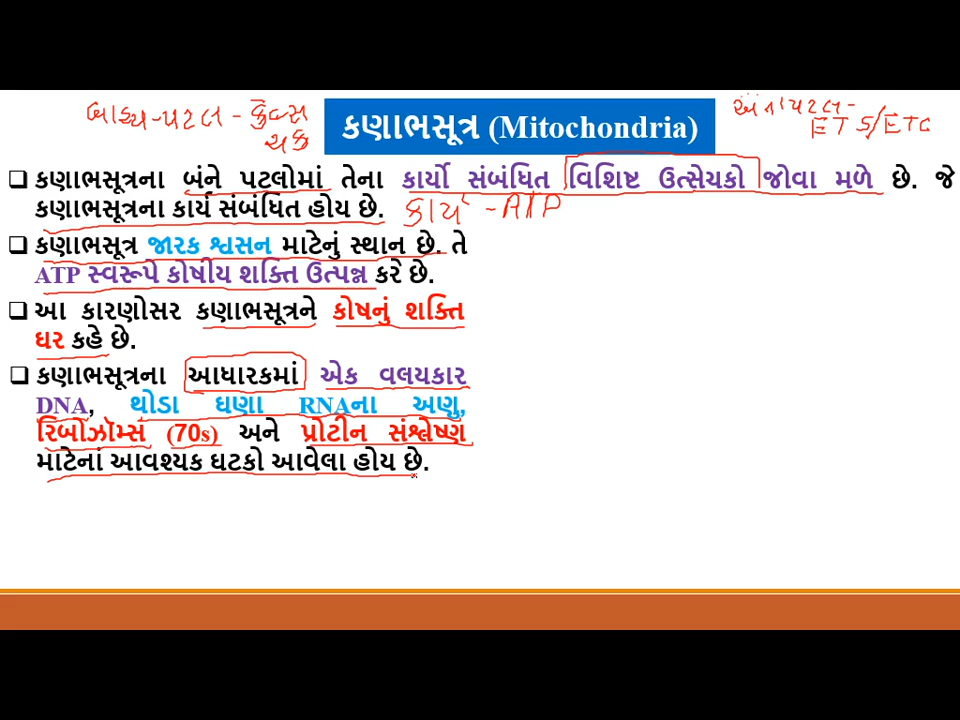 બાહ્ય-પટલ - ક્રેબ્સ
ચક્ર
કણાભસૂત્ર (Mitochondria)
ETS/ETC
❑ કણાભસૂત્રના બંને પટલોમાં તેના કાર્યો સંબંધિત વિશિષ્ટ ઉત્સેચકો જોવા મળે છે. જે
કણાભસૂત્રના કાર્ય સંબંધિત હોય છે.
કાર્ય - ATP
❑ કણાભસૂત્ર જારક શ્વસન માટેનું સ્થાન છે. તે
ATP સ્વરૂપે કોષીય શક્તિ ઉત્પન્ન કરે છે.
❑ આ કારણોસર કણાભસૂત્રને કોષનું શક્તિ
ઘર કહે છે.
❑ કણાભસૂત્રના આધારકમાં એક વલયકાર
DNA, થોડા ઘણા RNAના અણુ,
રિબોઝૉમ્સ (70s) અને પ્રોટીન સંશ્લેષ્ણ
માટેનાં આવશ્યક ઘટકો આવેલા હોય છે.